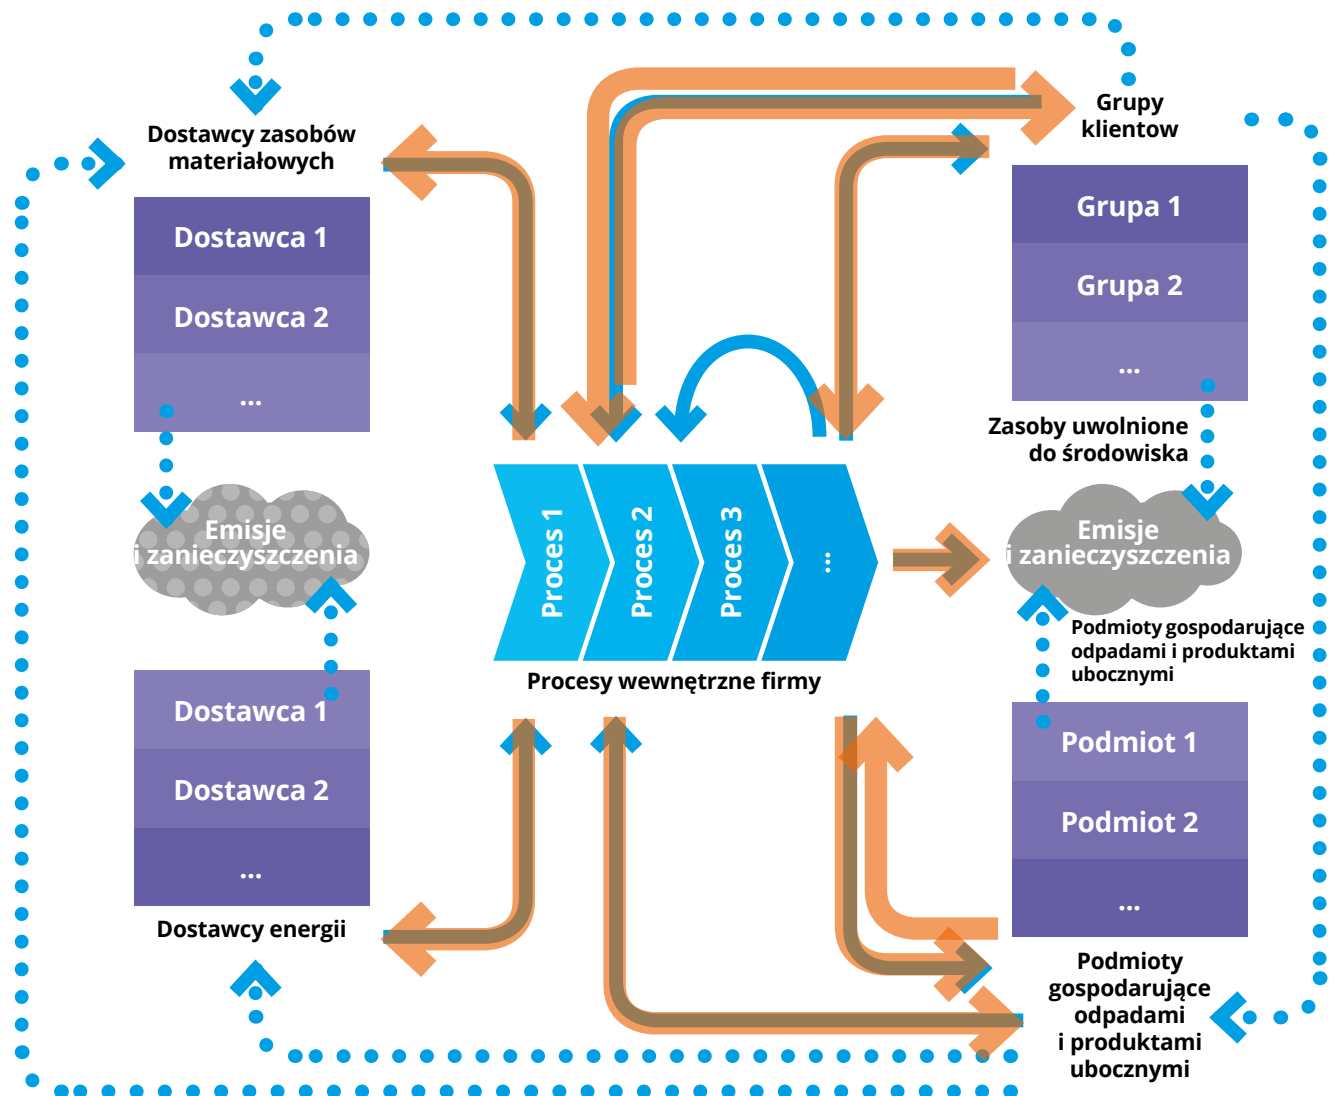 Dostawcy zasobów
materiałowych
Dostawca 1
Dostawca 2
...
Emisje
i zanieczyszczenia
Dostawca 1
Dostawca 2
...
Dostawcy energii
Proces 1
Proces 2
Proces 3
...
Procesy wewnętrzne firmy
Grupy
klientow
Grupa 1
Grupa 2
...
Zasoby uwolnione
do środowiska
Emisje
i zanieczyszczenia
Podmioty gospodarujące
odpadami i produktami
ubocznymi
Podmiot 1
Podmiot 2
...
Podmioty
gospodarujące
odpadami
i produktami
ubocznymi